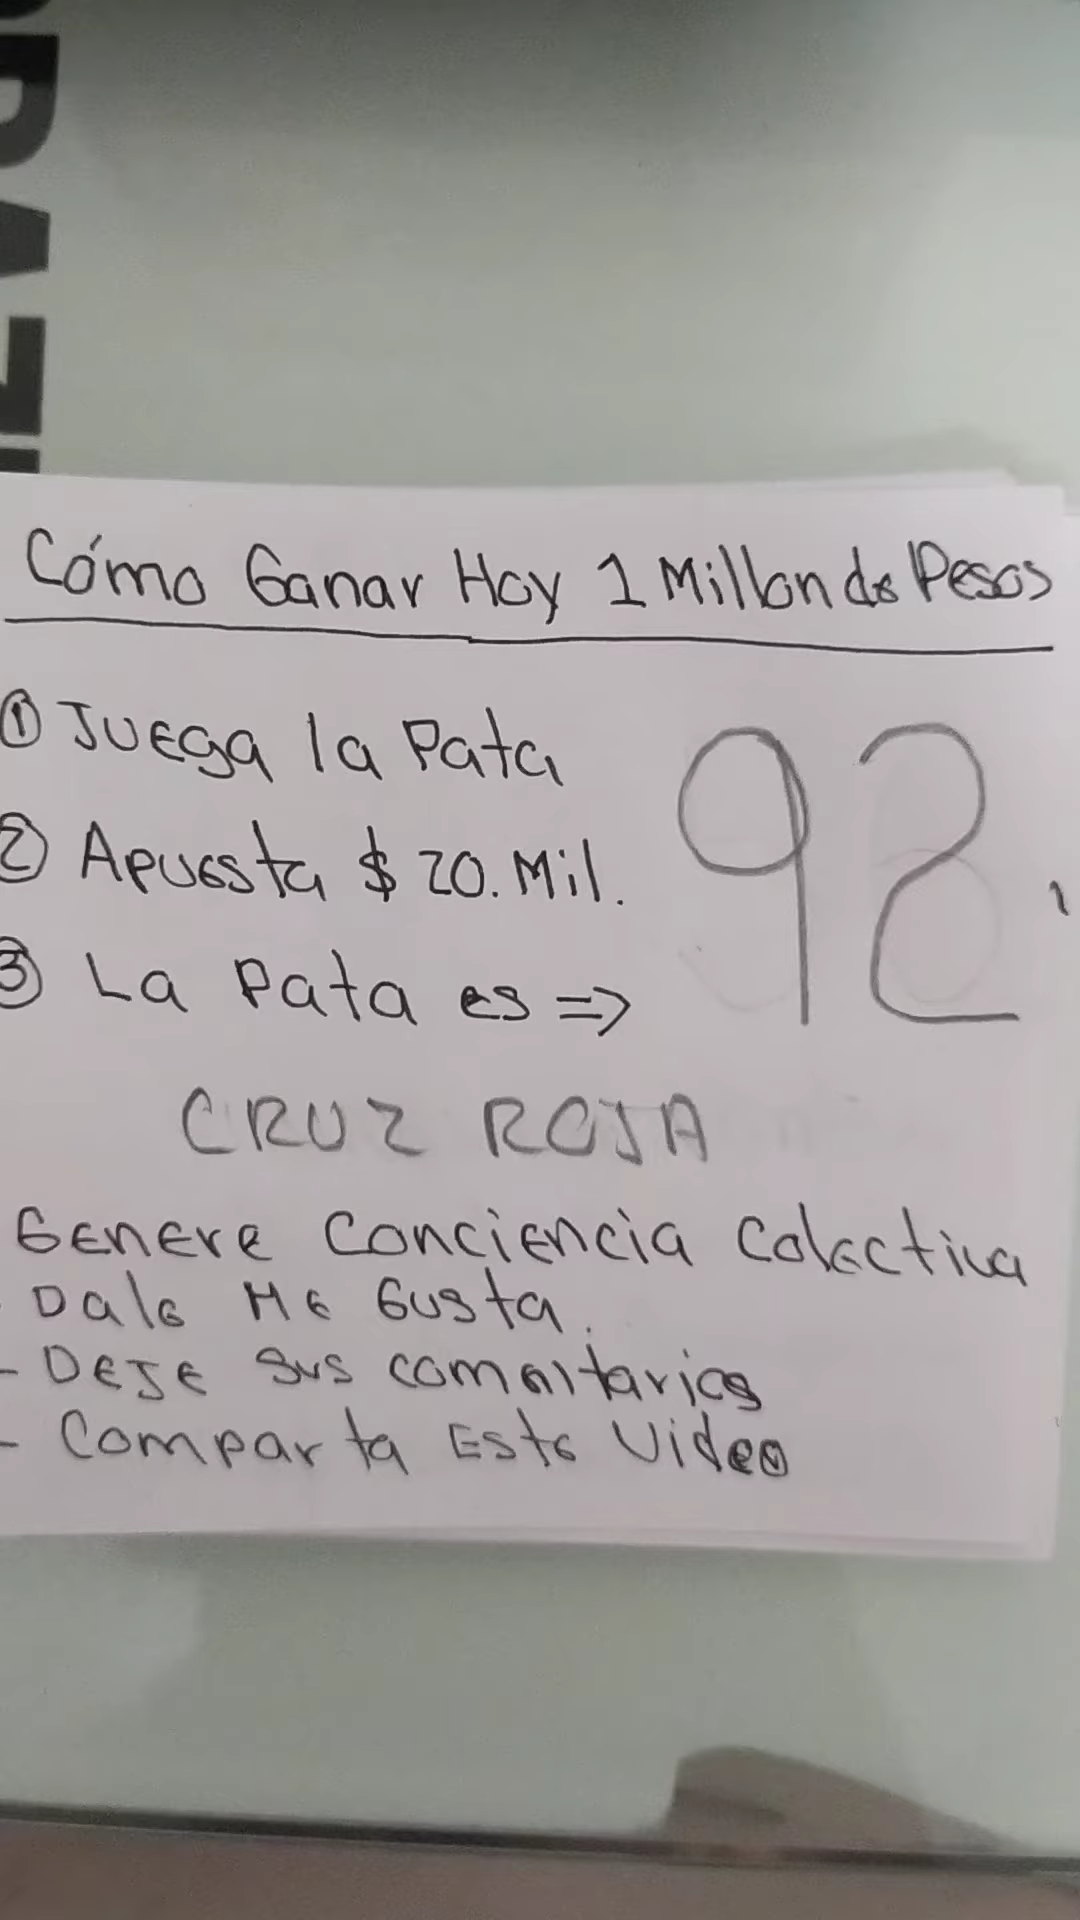 Cómo Ganar Hoy 1 Millon de Pesos
① Juega la Pata
② Apuesta $ 20. Mil.
③ La Pata es => 92
CRUZ ROJA
Genere Conciencia Colectiva
- Dale Me Gusta.
- Deje sus comentarios
- Comparta Este Video